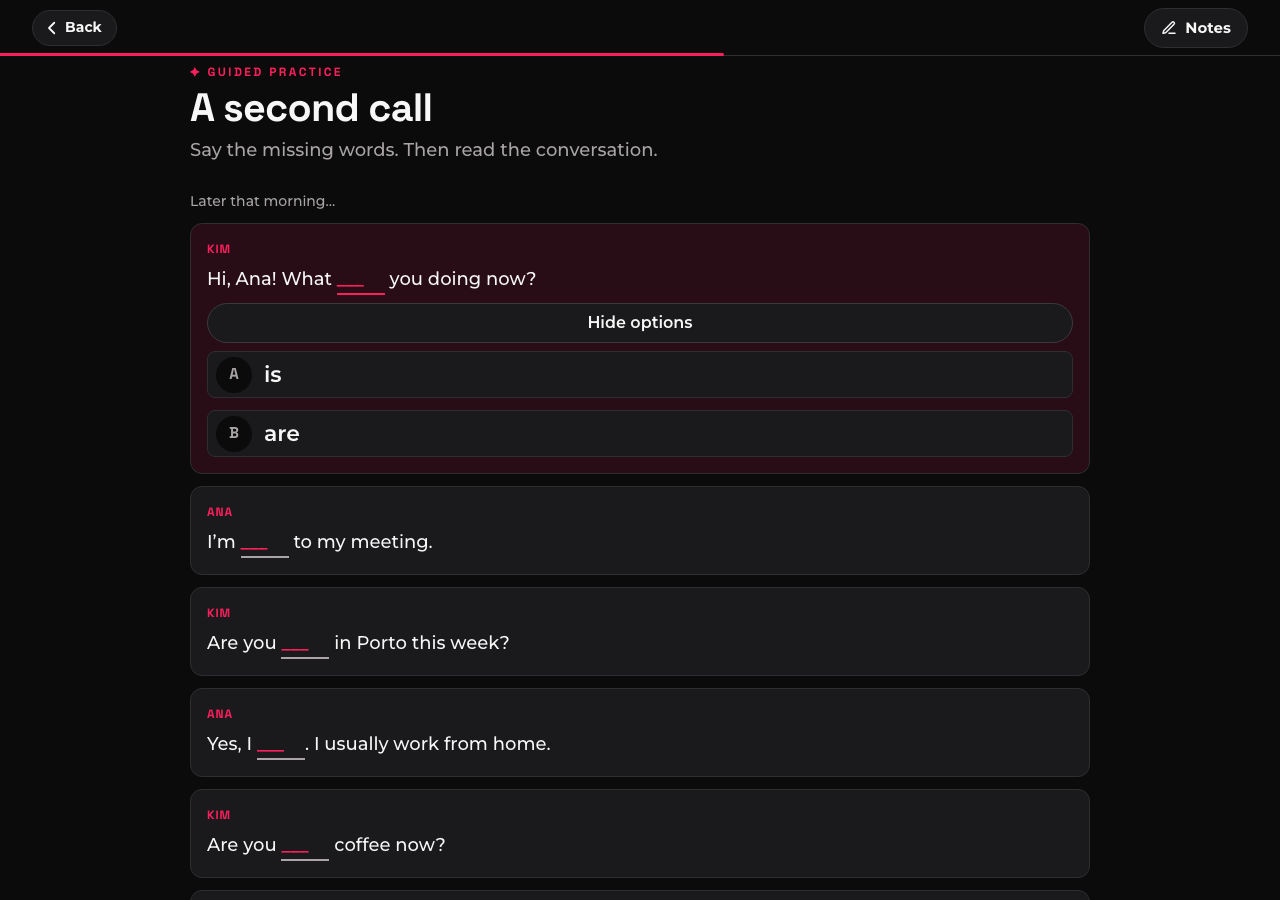 Back
Notes
GUIDED PRACTICE
A second call
Say the missing words. Then read the conversation.
Later that morning...
KIM
Hi, Ana! What ___ you doing now?
Hide options
A is
B are
ANA
I’m ___ to my meeting.
KIM
Are you ___ in Porto this week?
ANA
Yes, I ___. I usually work from home.
KIM
Are you ___ coffee now?